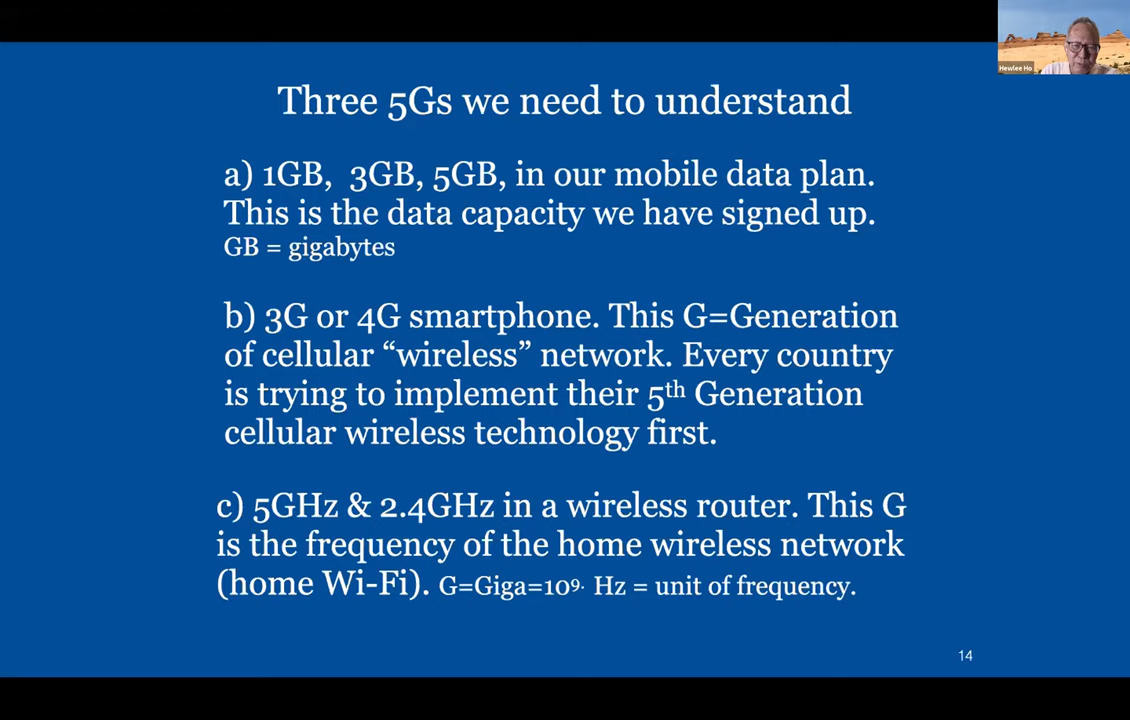 Hewlee Ho
Three 5Gs we need to understand
a) 1GB, 3GB, 5GB, in our mobile data plan.
This is the data capacity we have signed up.
GB = gigabytes
b) 3G or 4G smartphone. This G=Generation
of cellular “wireless” network. Every country
is trying to implement their 5th Generation
cellular wireless technology first.
c) 5GHz & 2.4GHz in a wireless router. This G
is the frequency of the home wireless network
(home Wi-Fi). G=Giga=10⁹. Hz = unit of frequency.
14